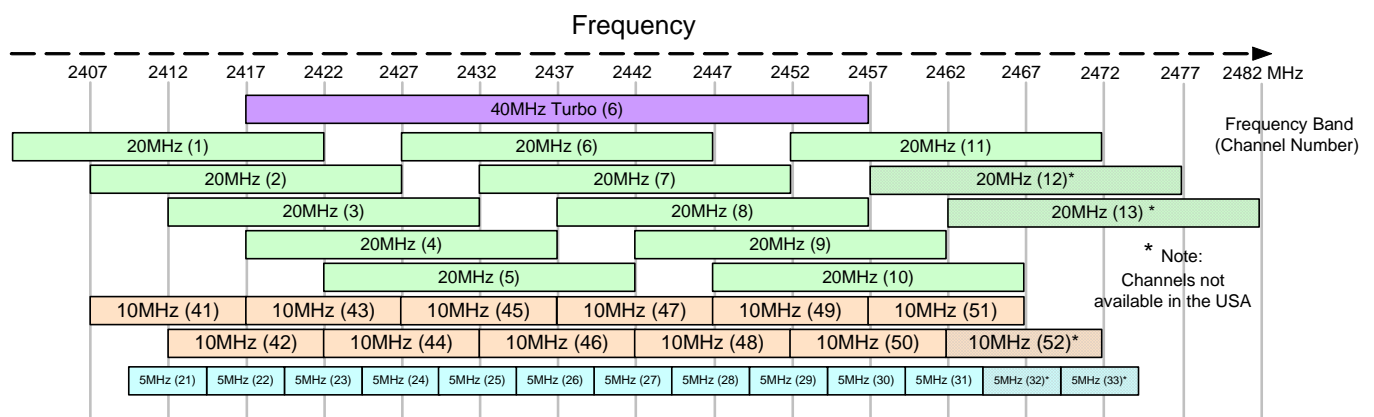 Frequency
2407 2412 2417 2422 2427 2432 2437 2442 2447 2452 2457 2462 2467 2472 2477 2482 MHz
40MHz Turbo (6)
Frequency Band
(Channel Number)
20MHz (1) 20MHz (6) 20MHz (11)
20MHz (2) 20MHz (7) 20MHz (12)*
20MHz (3) 20MHz (8) 20MHz (13) *
20MHz (4) 20MHz (9)
20MHz (5) 20MHz (10)
* Note:
Channels not
available in the USA
10MHz (41) 10MHz (43) 10MHz (45) 10MHz (47) 10MHz (49) 10MHz (51)
10MHz (42) 10MHz (44) 10MHz (46) 10MHz (48) 10MHz (50) 10MHz (52)*
5MHz (21) 5MHz (22) 5MHz (23) 5MHz (24) 5MHz (25) 5MHz (26) 5MHz (27) 5MHz (28) 5MHz (29) 5MHz (30) 5MHz (31) 5MHz (32)* 5MHz (33)*